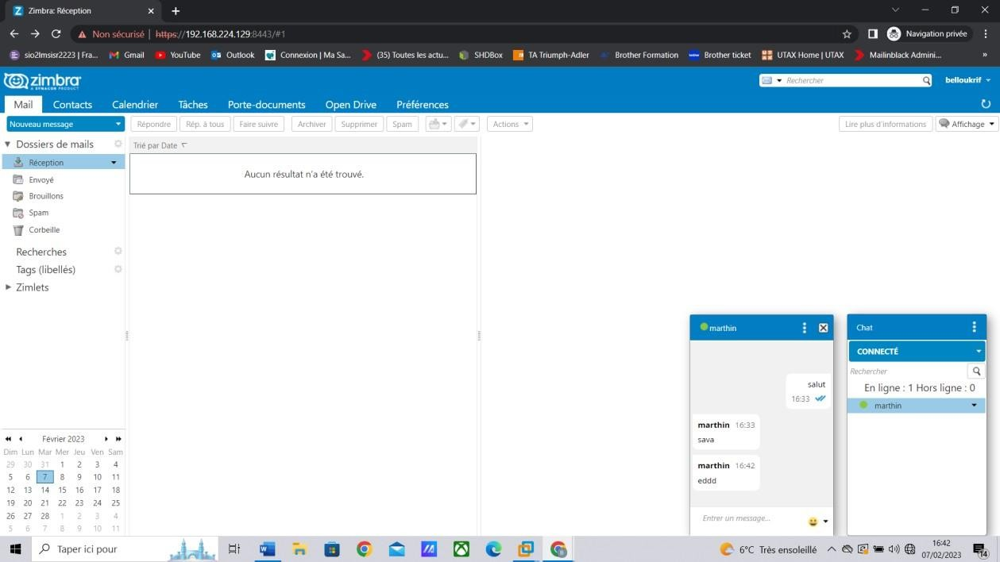 Zimbra: Réception
Non sécurisé | https://192.168.224.129:8443/#1
Navigation privée
sio2lmsisr2223 | Fra... Gmail YouTube Outlook Connexion | Ma Sa... (35) Toutes les actu... SHDBox TA Triumph-Adler Brother Formation Brother ticket UTAX Home | UTAX Mailinblack Admini... »
zimbra
A SYNACOR PRODUCT
Rechercher
belloukrif
Mail Contacts Calendrier Tâches Porte-documents Open Drive Préférences
Nouveau message Répondre Rép. à tous Faire suivre Archiver Supprimer Spam Actions Lire plus d'informations Affichage
Dossiers de mails
Réception
Envoyé
Brouillons
Spam
Corbeille
Recherches
Tags (libellés)
Zimlets
Trié par Date
Aucun résultat n'a été trouvé.
marthin
salut
16:33
marthin 16:33
sava
marthin 16:42
eddd
Entrer un message...
Chat
CONNECTÉ
Rechercher
En ligne : 1 Hors ligne : 0
marthin
Février 2023
Dim Lun Mar Mer Jeu Ven Sam
29 30 31 1 2 3 4
5 6 7 8 9 10 11
12 13 14 15 16 17 18
19 20 21 22 23 24 25
26 27 28 1 2 3 4
5 6 7 8 9 10 11
Taper ici pour
6°C Très ensoleillé
16:42
07/02/2023
14